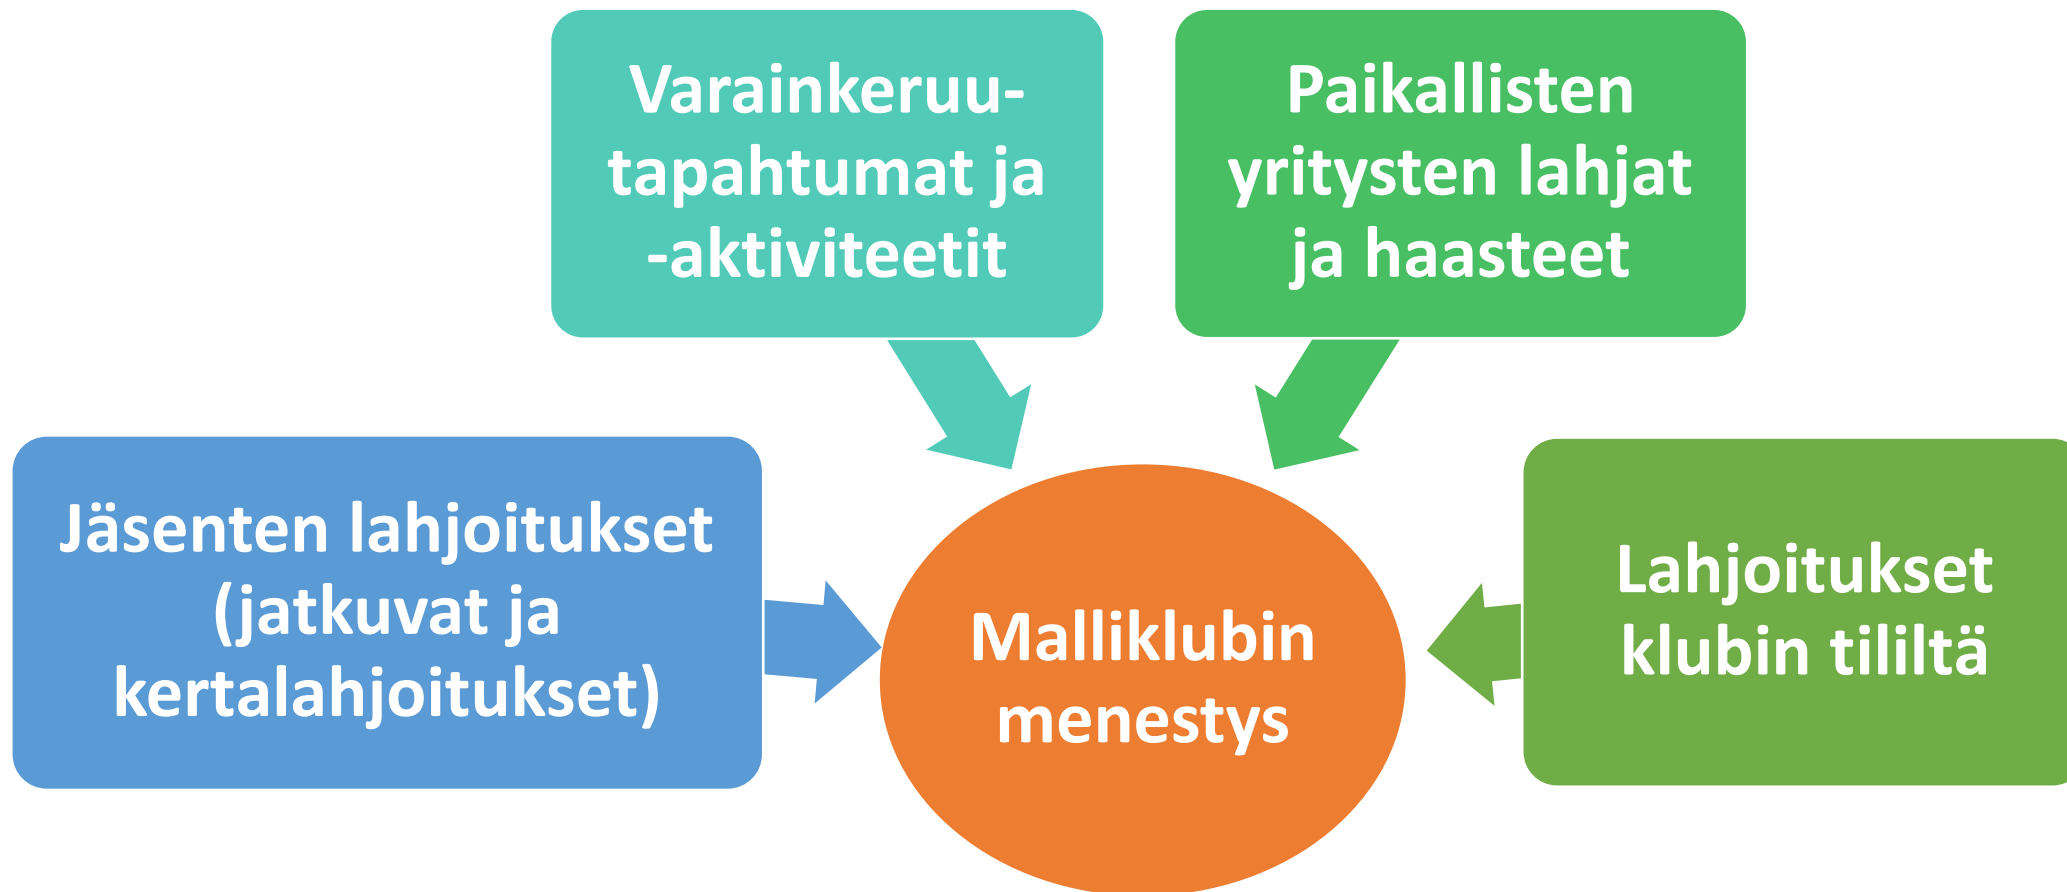 Varainkeruu-
tapahtumat ja
-aktiviteetit
Paikallisten
yritysten lahjat
ja haasteet
Jäsenten lahjoitukset
(jatkuvat ja
kertalahjoitukset)
Malliklubin
menestys
Lahjoitukset
klubin tililtä